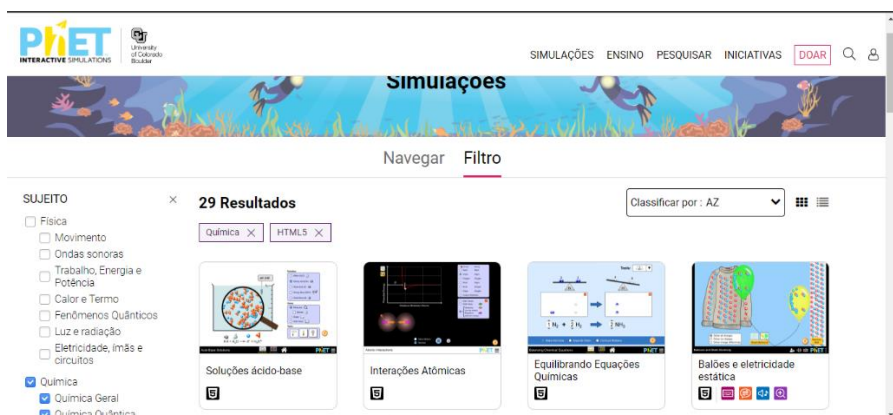 PhET
INTERACTIVE SIMULATIONS
University
of Colorado
Boulder
SIMULAÇÕES ENSINO PESQUISAR INICIATIVAS DOAR
Simulações
Navegar Filtro
SUJEITO
Física
Movimento
Ondas sonoras
Trabalho, Energia e
Potência
Calor e Termo
Fenômenos Quânticos
Luz e radiação
Eletricidade, ímãs e
circuitos
Química
Química Geral
Química Quântica
29 Resultados
Classificar por : AZ
Química HTML5
Soluções ácido-base
Interações Atômicas
Equilibrando Equações
Químicas
Balões e eletricidade
estática